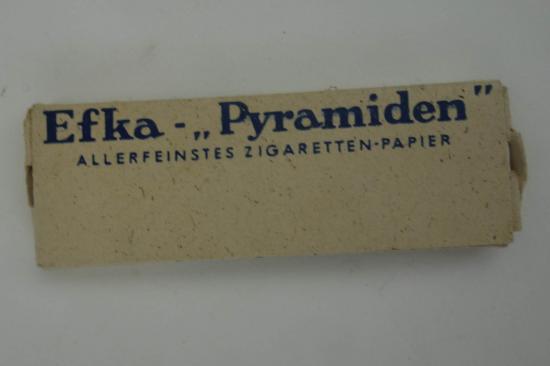 Efka - „Pyramiden"
ALLERFEINSTES ZIGARETTEN-PAPIER